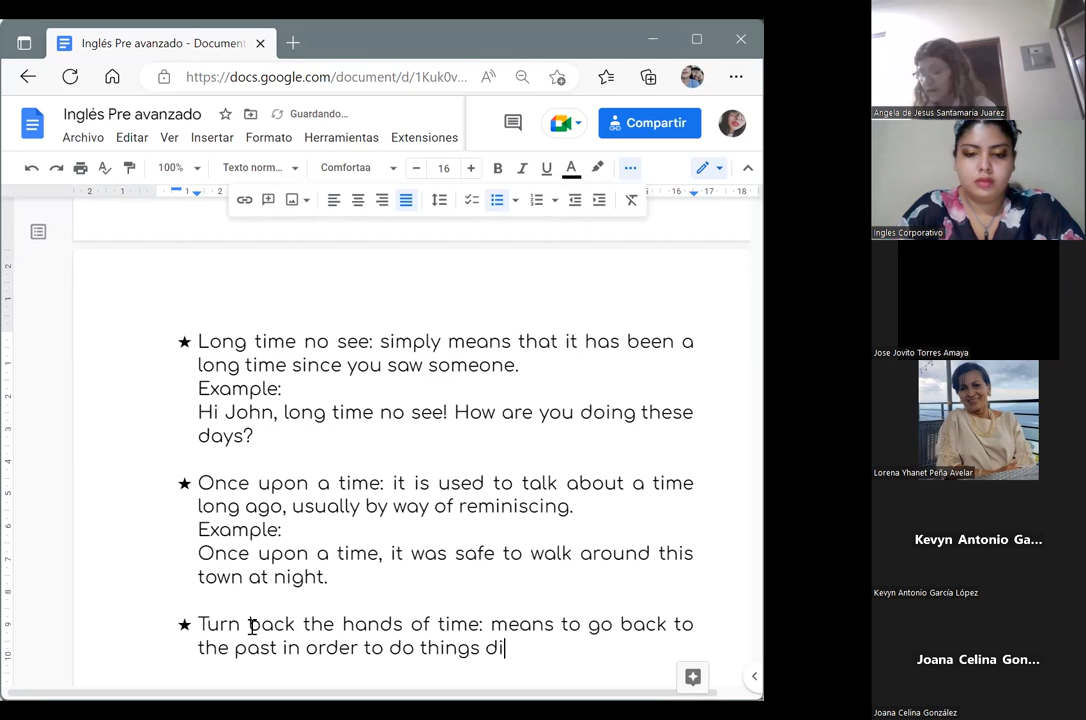 Inglés Pre avanzado - Document
https://docs.google.com/document/d/1Kuk0v...
Inglés Pre avanzado
Guardando...
Archivo Editar Ver Insertar Formato Herramientas Extensiones
Compartir
100% Texto norm... Comfortaa 16
2 1 1 2 16 17 18
★ Long time no see: simply means that it has been a
long time since you saw someone.
Example:
Hi John, long time no see! How are you doing these
days?
★ Once upon a time: it is used to talk about a time
long ago, usually by way of reminiscing.
Example:
Once upon a time, it was safe to walk around this
town at night.
★ Turn back the hands of time: means to go back to
the past in order to do things di
Angela de Jesus Santamaria Juarez
Ingles Corporativo
Jose Jovito Torres Amaya
Lorena Yhanet Peña Avelar
Kevyn Antonio Ga...
Kevyn Antonio García López
Joana Celina Gon...
Joana Celina González